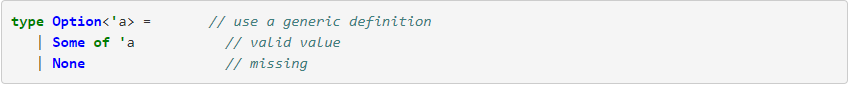 type Option<'a> =       // use a generic definition
   | Some of 'a           // valid value
   | None                 // missing